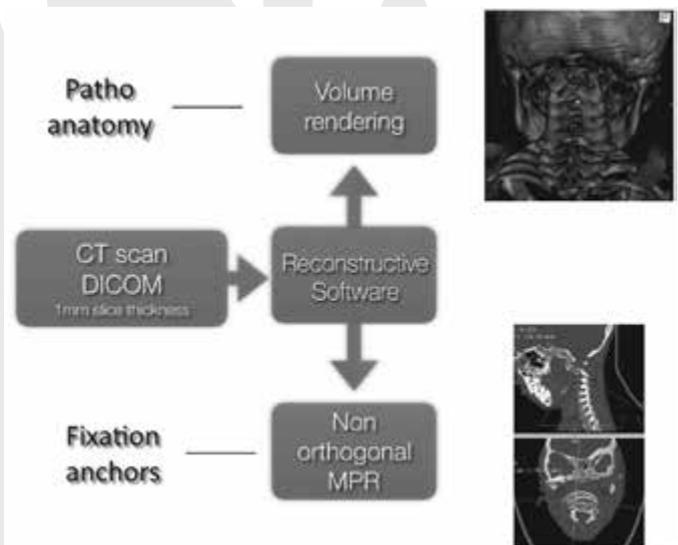 Patho
anatomy
Volume
rendering
CT scan
DICOM
1mm slice thickness
Reconstructive
Software
Fixation
anchors
Non
orthogonal
MPR